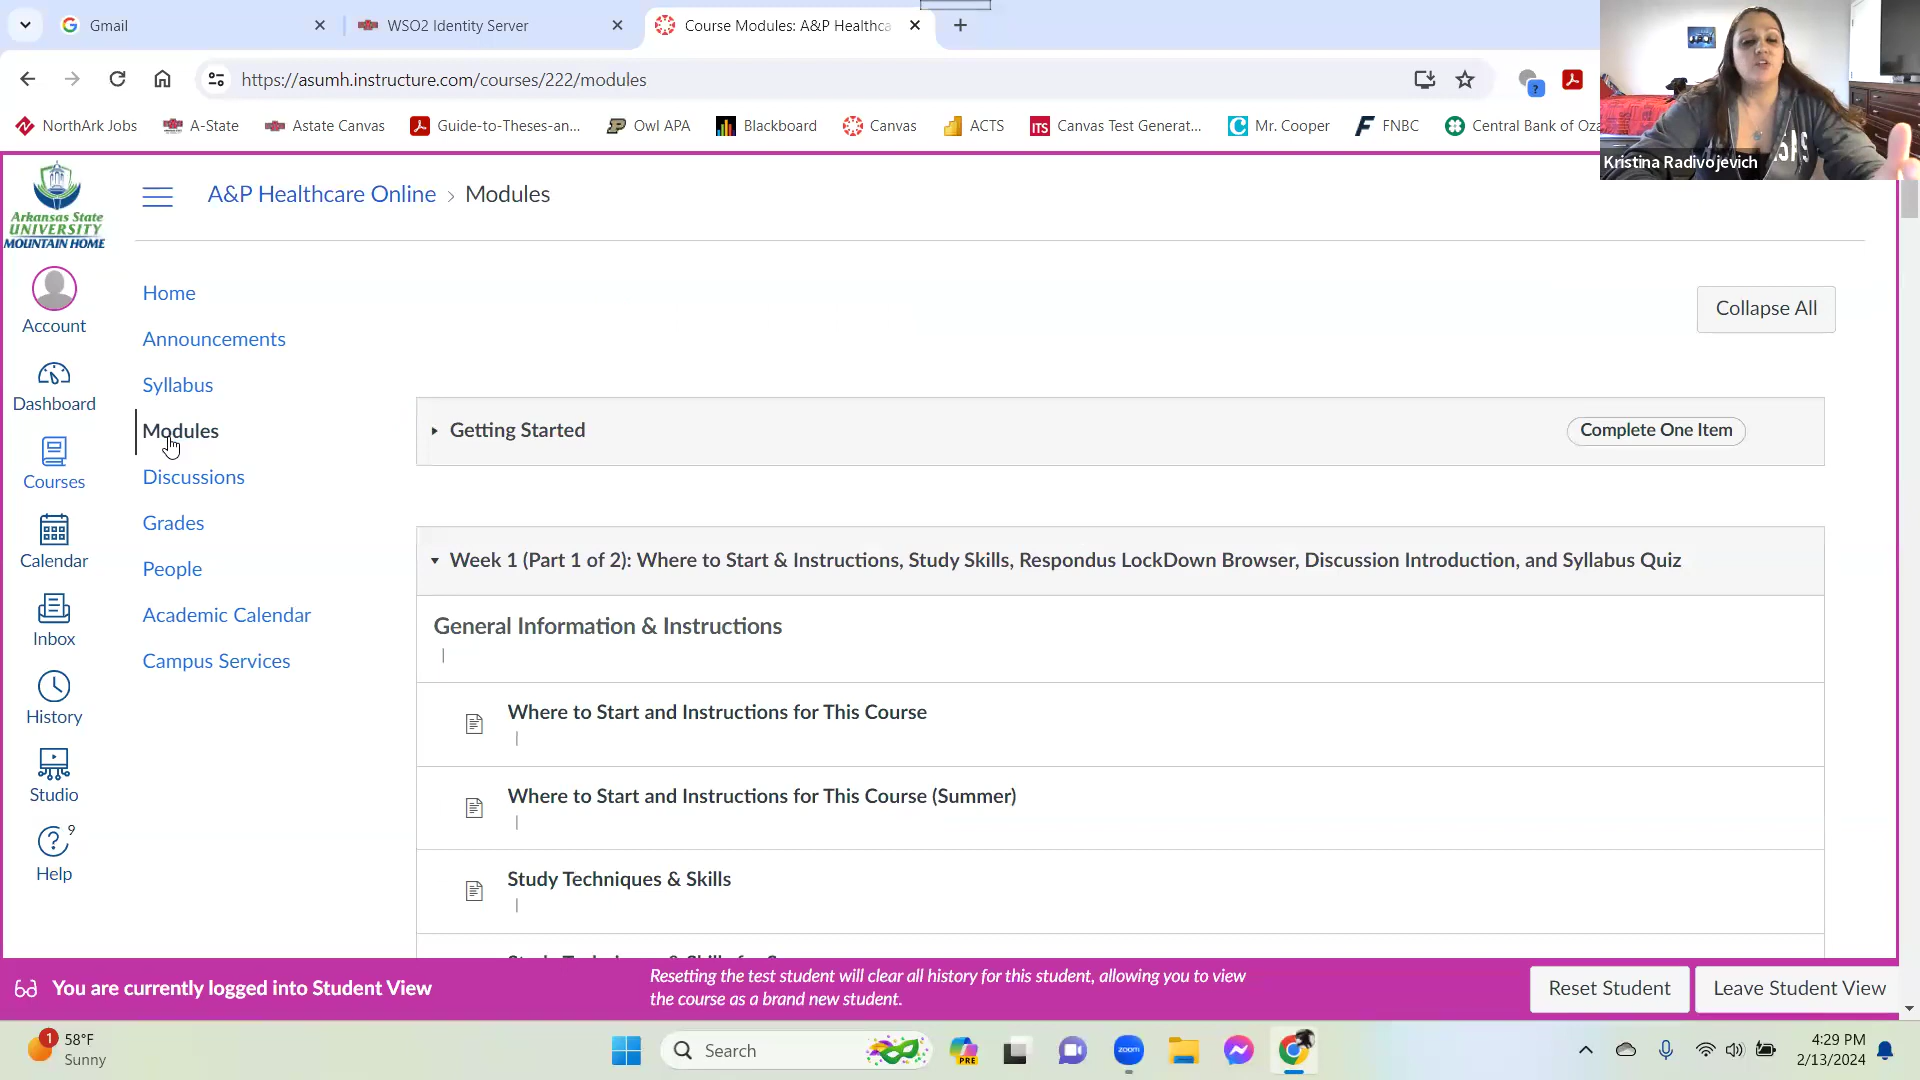 Gmail
WSO2 Identity Server
Course Modules: A&P Healthca
https://asumh.instructure.com/courses/222/modules
NorthArk Jobs
A-State
Astate Canvas
Guide-to-Theses-an...
Owl APA
Blackboard
Canvas
ACTS
Canvas Test Generat...
Mr. Cooper
FNBC
Central Bank of Oza
Kristina Radivojevich
Arkansas State
UNIVERSITY
MOUNTAIN HOME
A&P Healthcare Online > Modules
Account
Dashboard
Courses
Calendar
Inbox
History
Studio
9
Help
Home
Announcements
Syllabus
Modules
Discussions
Grades
People
Academic Calendar
Campus Services
Collapse All
Getting Started
Complete One Item
Week 1 (Part 1 of 2): Where to Start & Instructions, Study Skills, Respondus LockDown Browser, Discussion Introduction, and Syllabus Quiz
General Information & Instructions
Where to Start and Instructions for This Course
Where to Start and Instructions for This Course (Summer)
Study Techniques & Skills
You are currently logged into Student View
Resetting the test student will clear all history for this student, allowing you to view
the course as a brand new student.
Reset Student
Leave Student View
1
58°F
Sunny
Search
PRE
zoom
4:29 PM
2/13/2024